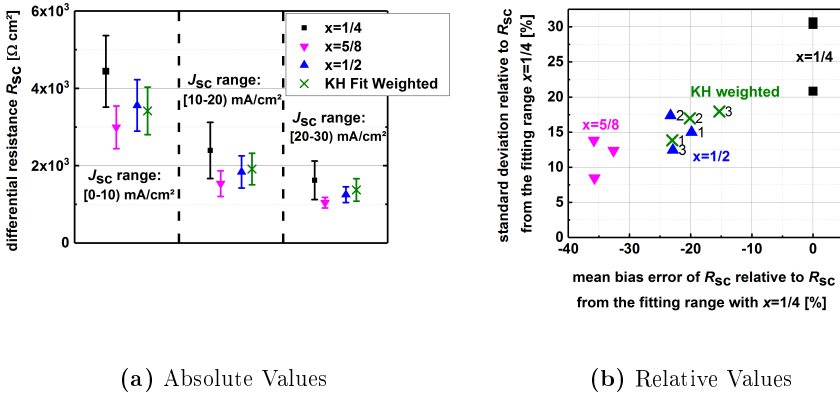 6x10³
4x10³
2x10³
0
differential resistance R_SC [Ω cm²]
x=1/4
x=5/8
x=1/2
KH Fit Weighted
J_SC range:
[0-10) mA/cm²
J_SC range:
[10-20) mA/cm²
J_SC range:
[20-30) mA/cm²
(a) Absolute Values
standard deviation relative to R_SC
from the fitting range x=1/4 [%]
30
25
20
15
10
5
0
-40 -30 -20 -10 0
x=1/4
KH weighted
x=5/8
x=1/2
2 2 3
1
1
3
mean bias error of R_SC relative to R_SC
from the fitting range with x=1/4 [%]
(b) Relative Values